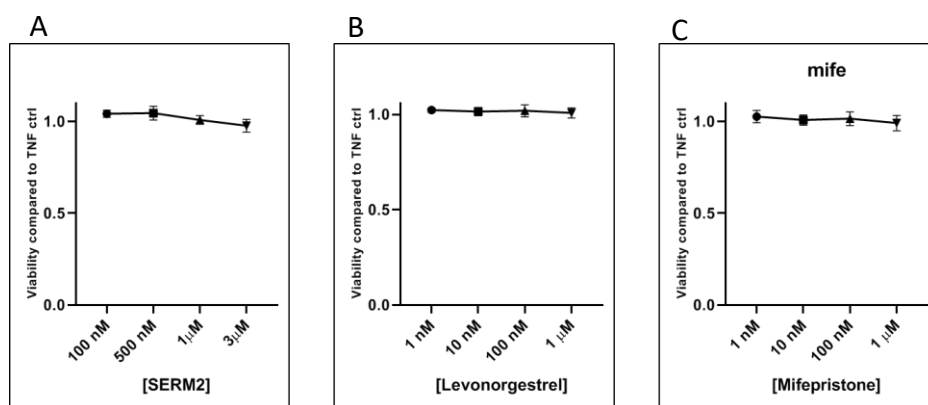 A
Viability compared to TNF ctrl
1.0
0.5
0.0
100 nM
500 nM
1μM
3μM
[SERM2]
B
Viability compared to TNF ctrl
1.0
0.5
0.0
1 nM
10 nM
100 nM
1 μM
[Levonorgestrel]
C
mife
Viability compared to TNF ctrl
1.0
0.5
0.0
1 nM
10 nM
100 nM
1 μM
[Mifepristone]